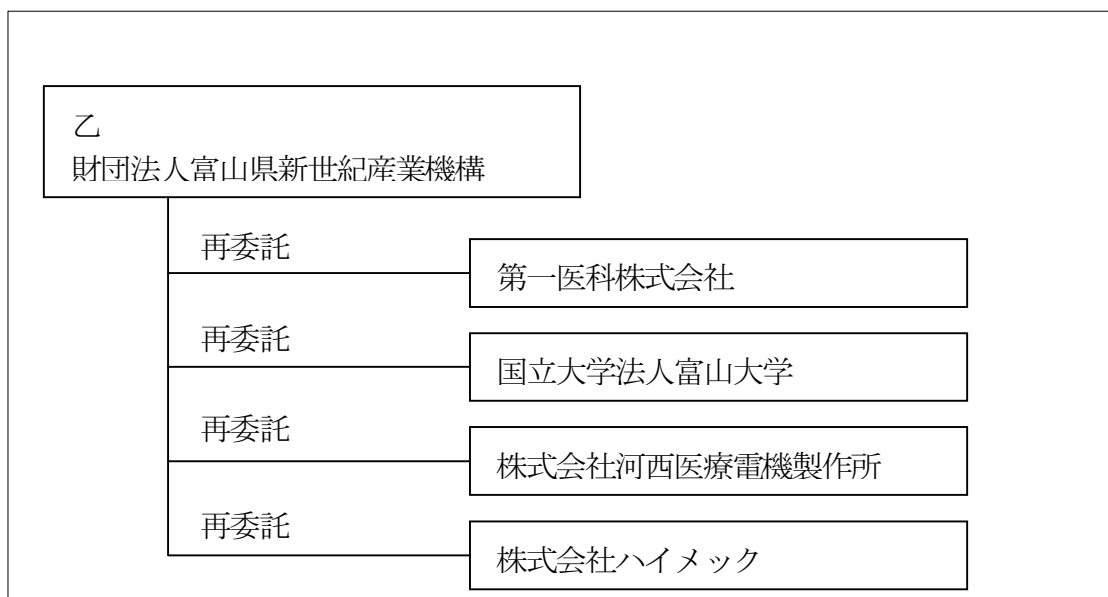 乙
財団法人富山県新世紀産業機構
再委託
第一医科株式会社
再委託
国立大学法人富山大学
再委託
株式会社河西医療電機製作所
再委託
株式会社ハイメック